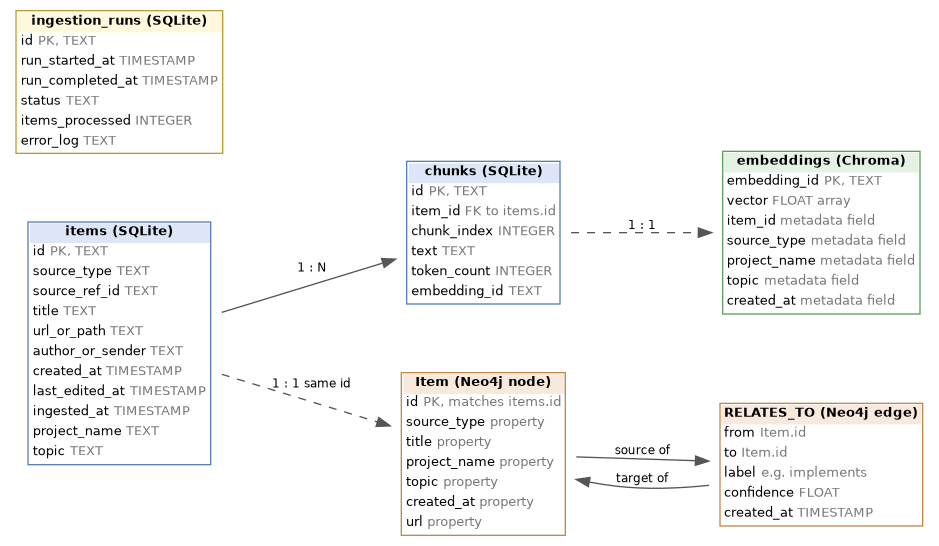 ingestion_runs (SQLite)
id PK, TEXT
run_started_at TIMESTAMP
run_completed_at TIMESTAMP
status TEXT
items_processed INTEGER
error_log TEXT
items (SQLite)
id PK, TEXT
source_type TEXT
source_ref_id TEXT
title TEXT
url_or_path TEXT
author_or_sender TEXT
created_at TIMESTAMP
last_edited_at TIMESTAMP
ingested_at TIMESTAMP
project_name TEXT
topic TEXT
1 : N
1 : 1 same id
chunks (SQLite)
id PK, TEXT
item_id FK to items.id
chunk_index INTEGER
text TEXT
token_count INTEGER
embedding_id TEXT
1 : 1
embeddings (Chroma)
embedding_id PK, TEXT
vector FLOAT array
item_id metadata field
source_type metadata field
project_name metadata field
topic metadata field
created_at metadata field
Item (Neo4j node)
id PK, matches items.id
source_type property
title property
project_name property
topic property
created_at property
url property
source of
target of
RELATES_TO (Neo4j edge)
from Item.id
to Item.id
label e.g. implements
confidence FLOAT
created_at TIMESTAMP